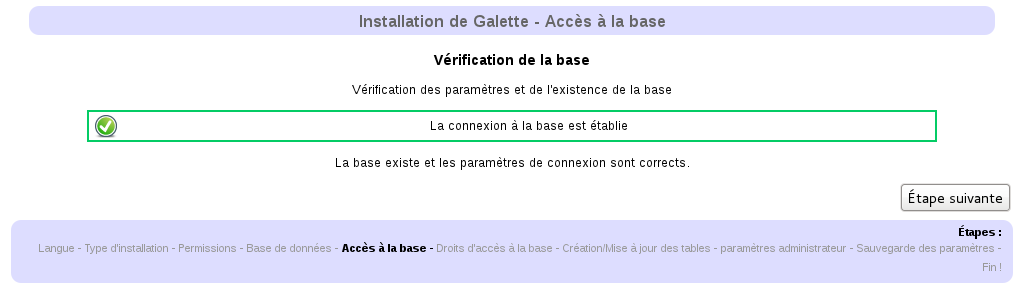 Installation de Galette - Accès à la base
Vérification de la base
Vérification des paramètres et de l'existence de la base
La connexion à la base est établie
La base existe et les paramètres de connexion sont corrects.
Étape suivante
Étapes :
Langue - Type d'installation - Permissions - Base de données - Accès à la base - Droits d'accès à la base - Création/Mise à jour des tables - paramètres administrateur - Sauvegarde des paramètres -
Fin !